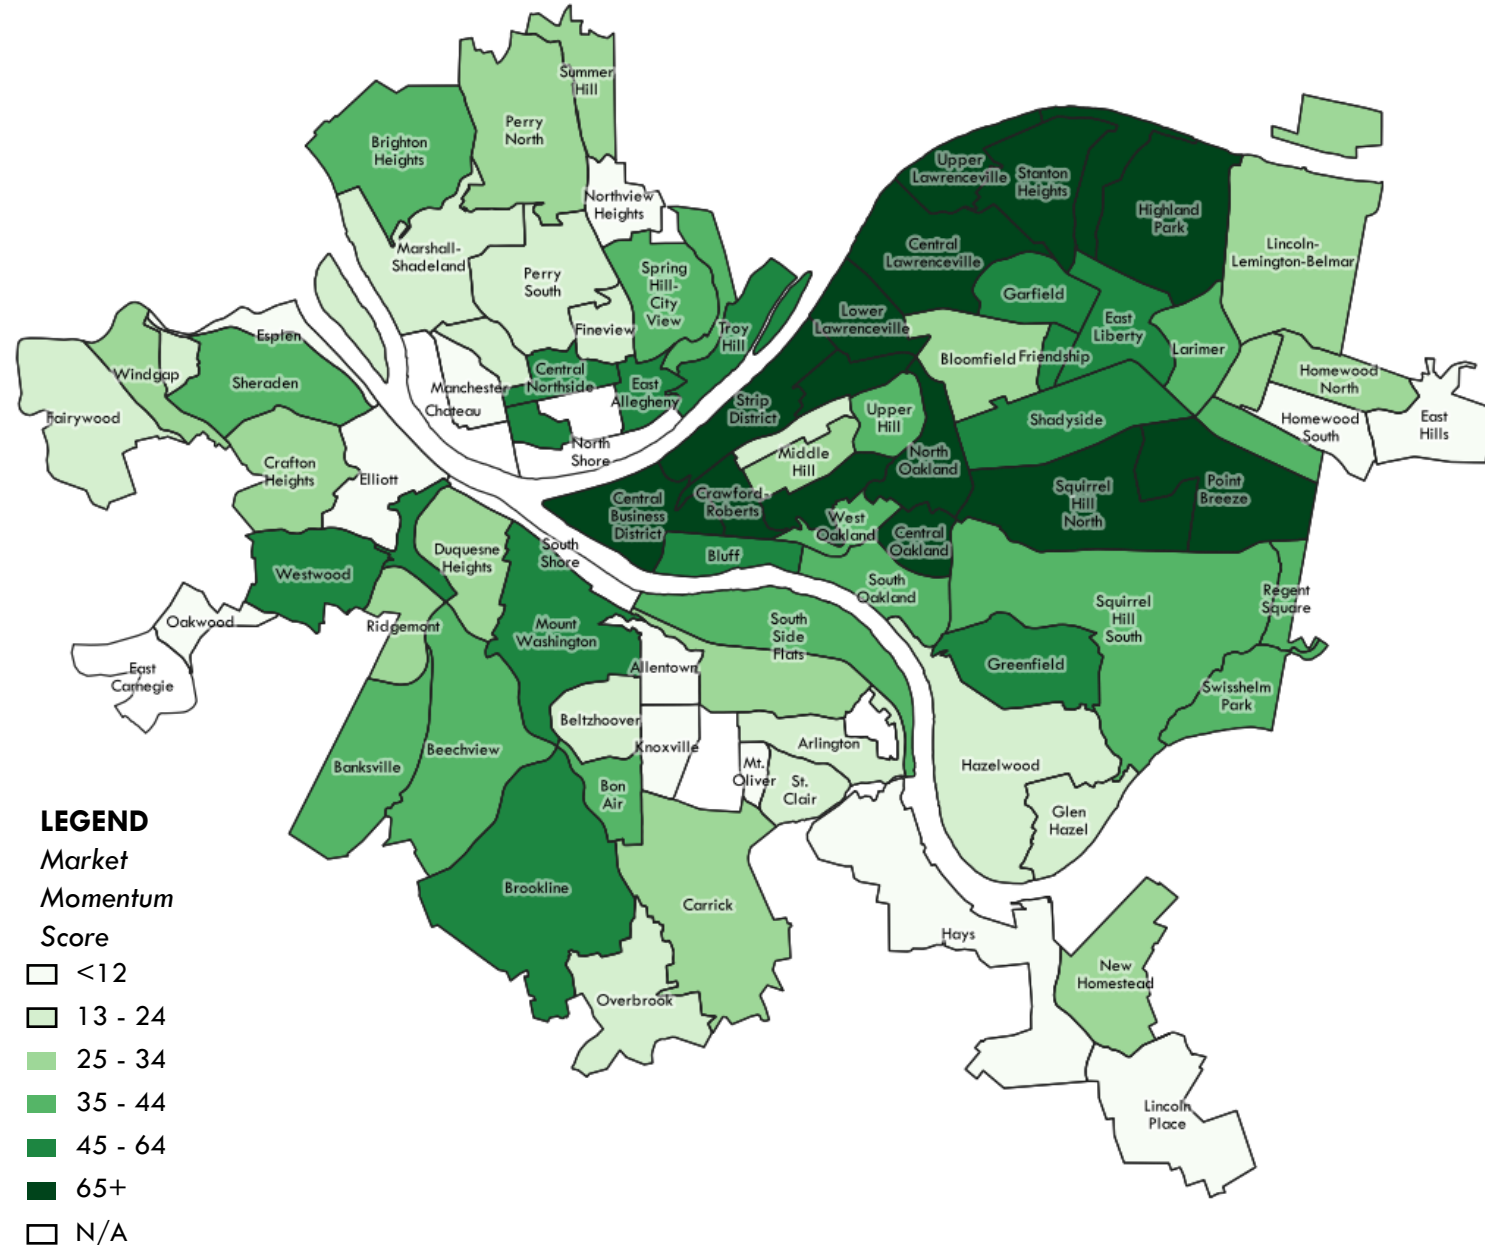 Summer
Hill
Perry
North
Brighton
Heights
Northview
Heights
Marshall-
Shadeland
Perry
South
Spring
Hill-
City
View
Fineview
Troy
Hill
Esplen
Windgap
Sheraden
Fairywood
Manchester
Chateau
Central
Northside
East
Allegheny
North
Shore
Crafton
Heights
Elliott
Upper
Lawrenceville
Stanton
Heights
Highland
Park
Central
Lawrenceville
Lincoln-
Lemington-Belmar
Garfield
Lower
Lawrenceville
East
Liberty
Larimer
Bloomfield
Friendship
Homewood
North
Homewood
South
East
Hills
Strip
District
Upper
Hill
Shadyside
Middle
Hill
North
Oakland
Central
Business
District
Crawford-
Roberts
Squirrel
Hill
North
Point
Breeze
West
Oakland
Central
Oakland
Bluff
South
Shore
Duquesne
Heights
Westwood
South
Oakland
Regent
Square
Squirrel
Hill
South
Oakwood
Ridgemont
Mount
Washington
South
Side
Flats
East
Carnegie
Allentown
Greenfield
Swisshelm
Park
Beltzhoover
Knoxville
Arlington
Beechview
Banksville
Bon
Air
Mt.
Oliver
St.
Clair
Hazelwood
Glen
Hazel
Brookline
Carrick
Hays
Overbrook
New
Homestead
Lincoln
Place
LEGEND
Market
Momentum
Score
<12
13 - 24
25 - 34
35 - 44
45 - 64
65+
N/A